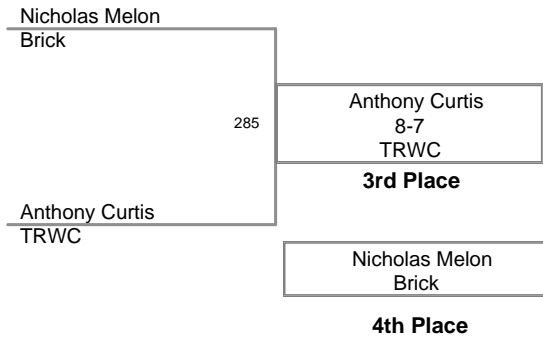 Nicholas Melon
Brick
285
Anthony Curtis
8-7
TRWC
3rd Place
Anthony Curtis
TRWC
Nicholas Melon
Brick
4th Place